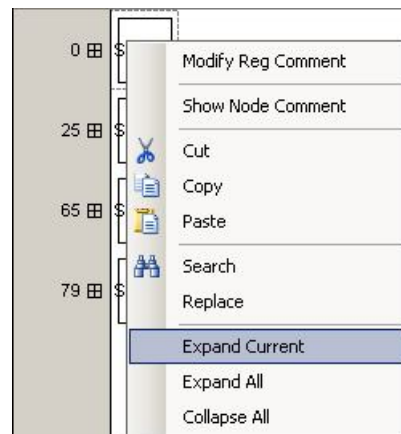 0 S
Modify Reg Comment
Show Node Comment
25 S
Cut
Copy
65 S
Paste
Search
79 S
Replace
Expand Current
Expand All
Collapse All